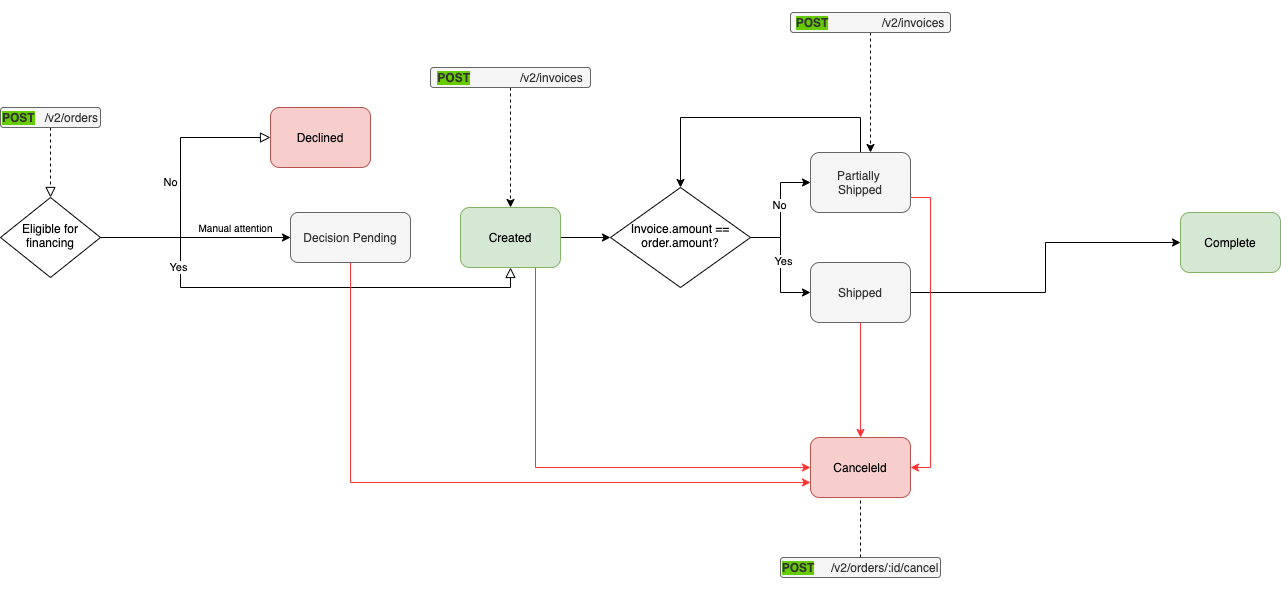 POST /v2/invoices
POST /v2/invoices
POST /v2/orders
Declined
No
Partially
Shipped
No
Eligible for
financing
Manual attention
Decision Pending
Created
Invoice.amount ==
order.amount?
Complete
Yes
Yes
Shipped
Canceleld
POST /v2/orders/:id/cancel